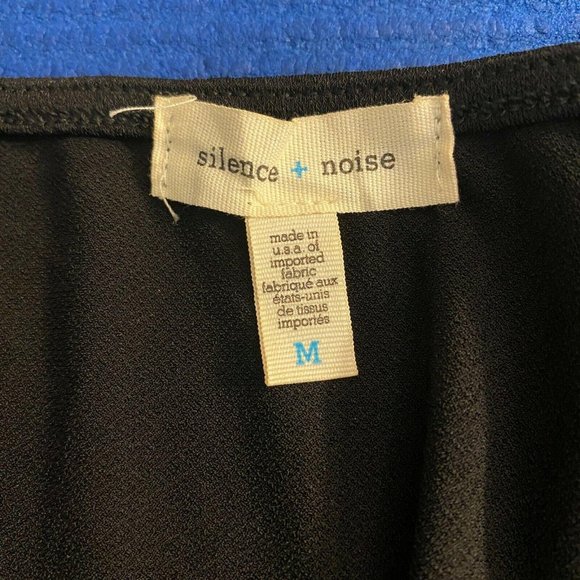 silence + noise
made in
u.s.a. of
imported
fabric
fabriqué aux
états-unis
de tissus
importés
M